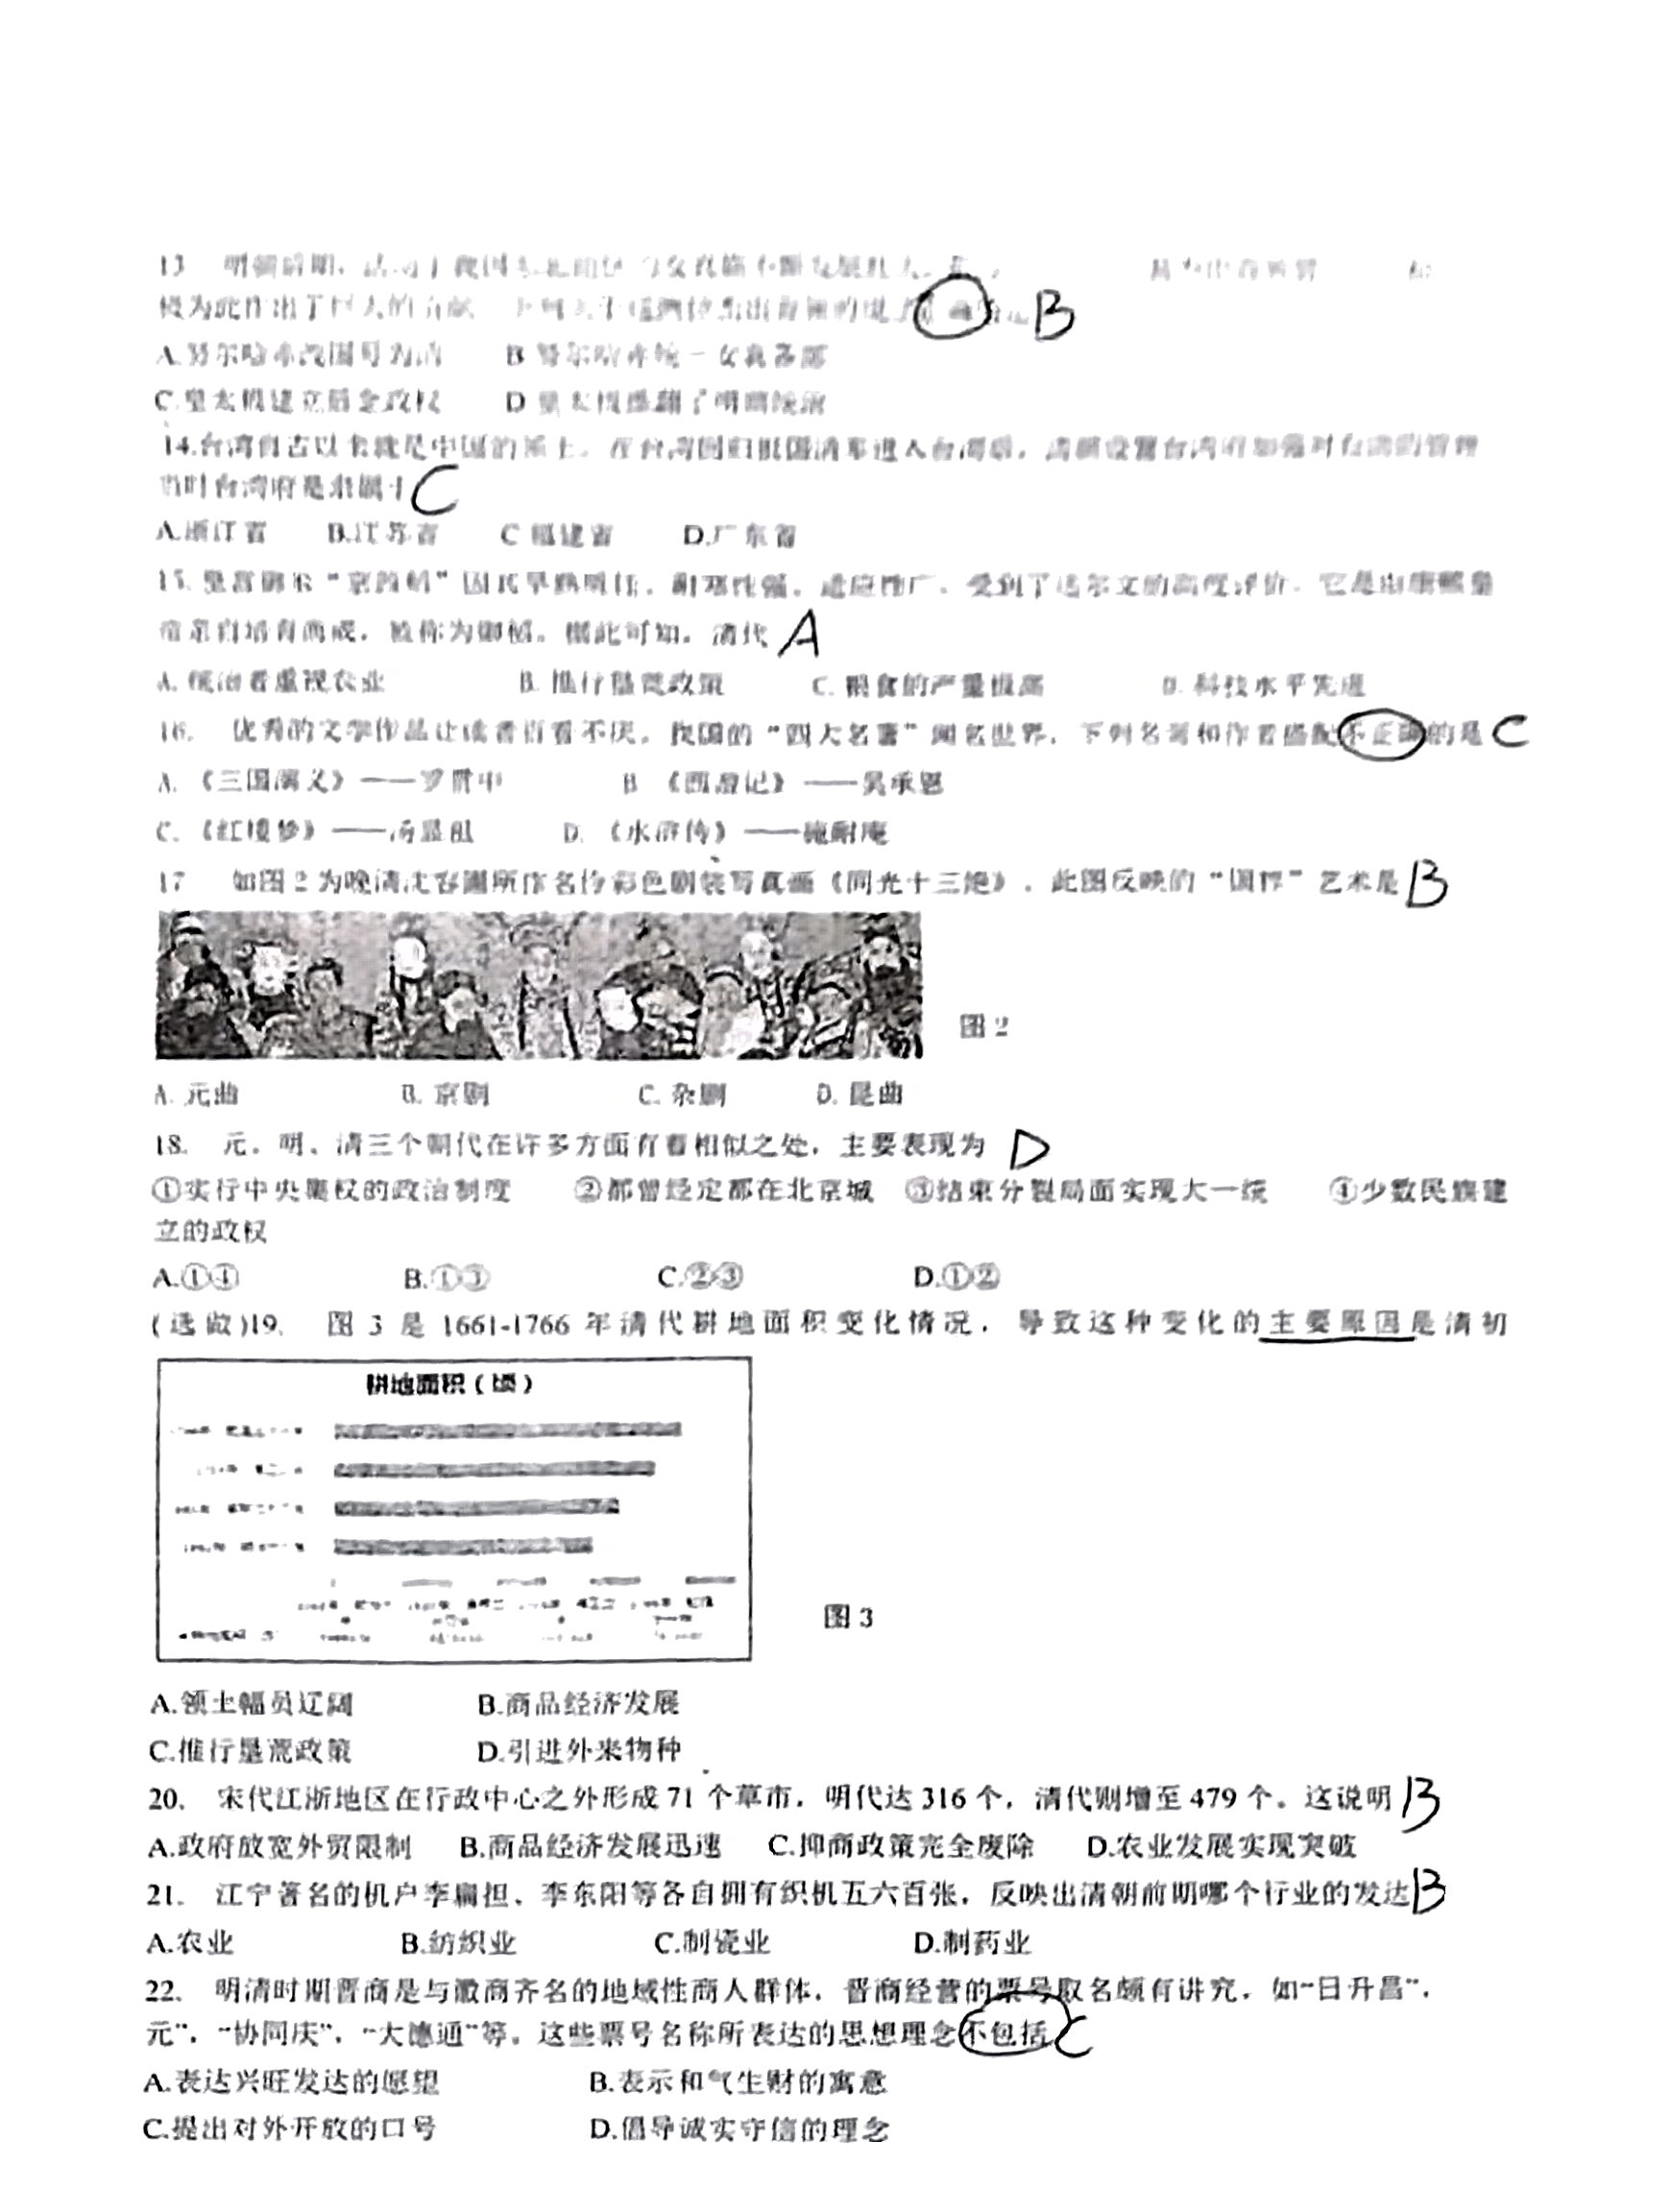 13 明朝后期，活动于我国东北地区的女真族不断发展壮大，
极为此作出了巨大的贡献 B
A.努尔哈赤改国号为清 B 努尔哈赤统一女真各部
C.皇太极建立后金政权 D 皇太极推翻了明朝统治
14.台湾自古以来就是中国的领土。在台湾回归祖国清军进入台湾后，清朝设置台湾府加强对台湾的管理
当时台湾府是隶属于 C
A.浙江省 B.江苏省 C 福建省 D.广东省
15. 皇宫御米“京西稻”因其早熟明佳，耐寒性强，适应性广，受到了达尔文的高度评价。它是由康熙皇
帝亲自培育而成，被称为御稻。据此可知，清代 A
A. 统治者重视农业 B. 推行垦荒政策 C. 粮食的产量极高 D. 科技水平先进
16. 优秀的文学作品让读者百看不厌。我国的“四大名著”闻名世界，下列名著和作者搭配不正确的是 C
A. 《三国演义》——罗贯中 B 《西游记》——吴承恩
C. 《红楼梦》——汤显祖 D. 《水浒传》——施耐庵
17 如图2为晚清沈容圃所作名伶彩色剧装写真画《同光十三绝》，此图反映的“国粹”艺术是 B
图2
A. 元曲 B. 京剧 C. 杂剧 D. 昆曲
18. 元、明、清三个朝代在许多方面有着相似之处，主要表现为 D
①实行中央集权的政治制度 ②都曾经定都在北京城 ③结束分裂局面实现大一统 ④少数民族建
立的政权
A.①④ B.①③ C.②③ D.①②
(选做)19. 图3是1661-1766年清代耕地面积变化情况，导致这种变化的主要原因是清初
耕地面积（顷）
图3
A.领土幅员辽阔 B.商品经济发展
C.推行垦荒政策 D.引进外来物种
20. 宋代江浙地区在行政中心之外形成71个草市，明代达316个，清代则增至479个。这说明 B
A.政府放宽外贸限制 B.商品经济发展迅速 C.抑商政策完全废除 D.农业发展实现突破
21. 江宁著名的机户李扁担、李东阳等各自拥有织机五六百张，反映出清朝前期哪个行业的发达 B
A.农业 B.纺织业 C.制瓷业 D.制药业
22. 明清时期晋商是与徽商齐名的地域性商人群体，晋商经营的票号取名颇有讲究，如“日升昌”，
元”，“协同庆”，“大德通”等。这些票号名称所表达的思想理念不包括 C
A.表达兴旺发达的愿望 B.表示和气生财的寓意
C.提出对外开放的口号 D.倡导诚实守信的理念